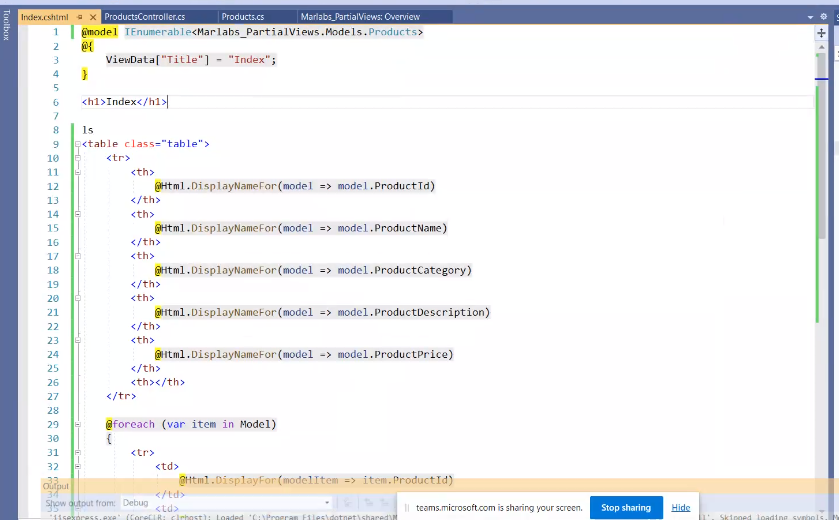 Index.cshtml ProductsController.cs Products.cs Marlabs_PartialViews: Overview
Toolbox
1 @model IEnumerable<Marlabs_PartialViews.Models.Products>
2 @{
3 ViewData["Title"] = "Index";
4 }
5
6 <h1>Index</h1>
7
8 ls
9 <table class="table">
10 <tr>
11 <th>
12 @Html.DisplayNameFor(model => model.ProductId)
13 </th>
14 <th>
15 @Html.DisplayNameFor(model => model.ProductName)
16 </th>
17 <th>
18 @Html.DisplayNameFor(model => model.ProductCategory)
19 </th>
20 <th>
21 @Html.DisplayNameFor(model => model.ProductDescription)
22 </th>
23 <th>
24 @Html.DisplayNameFor(model => model.ProductPrice)
25 </th>
26 <th></th>
27 </tr>
28
29 @foreach (var item in Model)
30 {
31 <tr>
32 <td>
33 @Html.DisplayFor(modelItem => item.ProductId)
Output
34 </td>
Show output from: Debug
35 <td>
teams.microsoft.com is sharing your screen. Stop sharing Hide
'iisexpress.exe' (CoreCLR: clrhost): Loaded 'C:\Program Files\dotnet\shared\M
Skipped loading symbols.